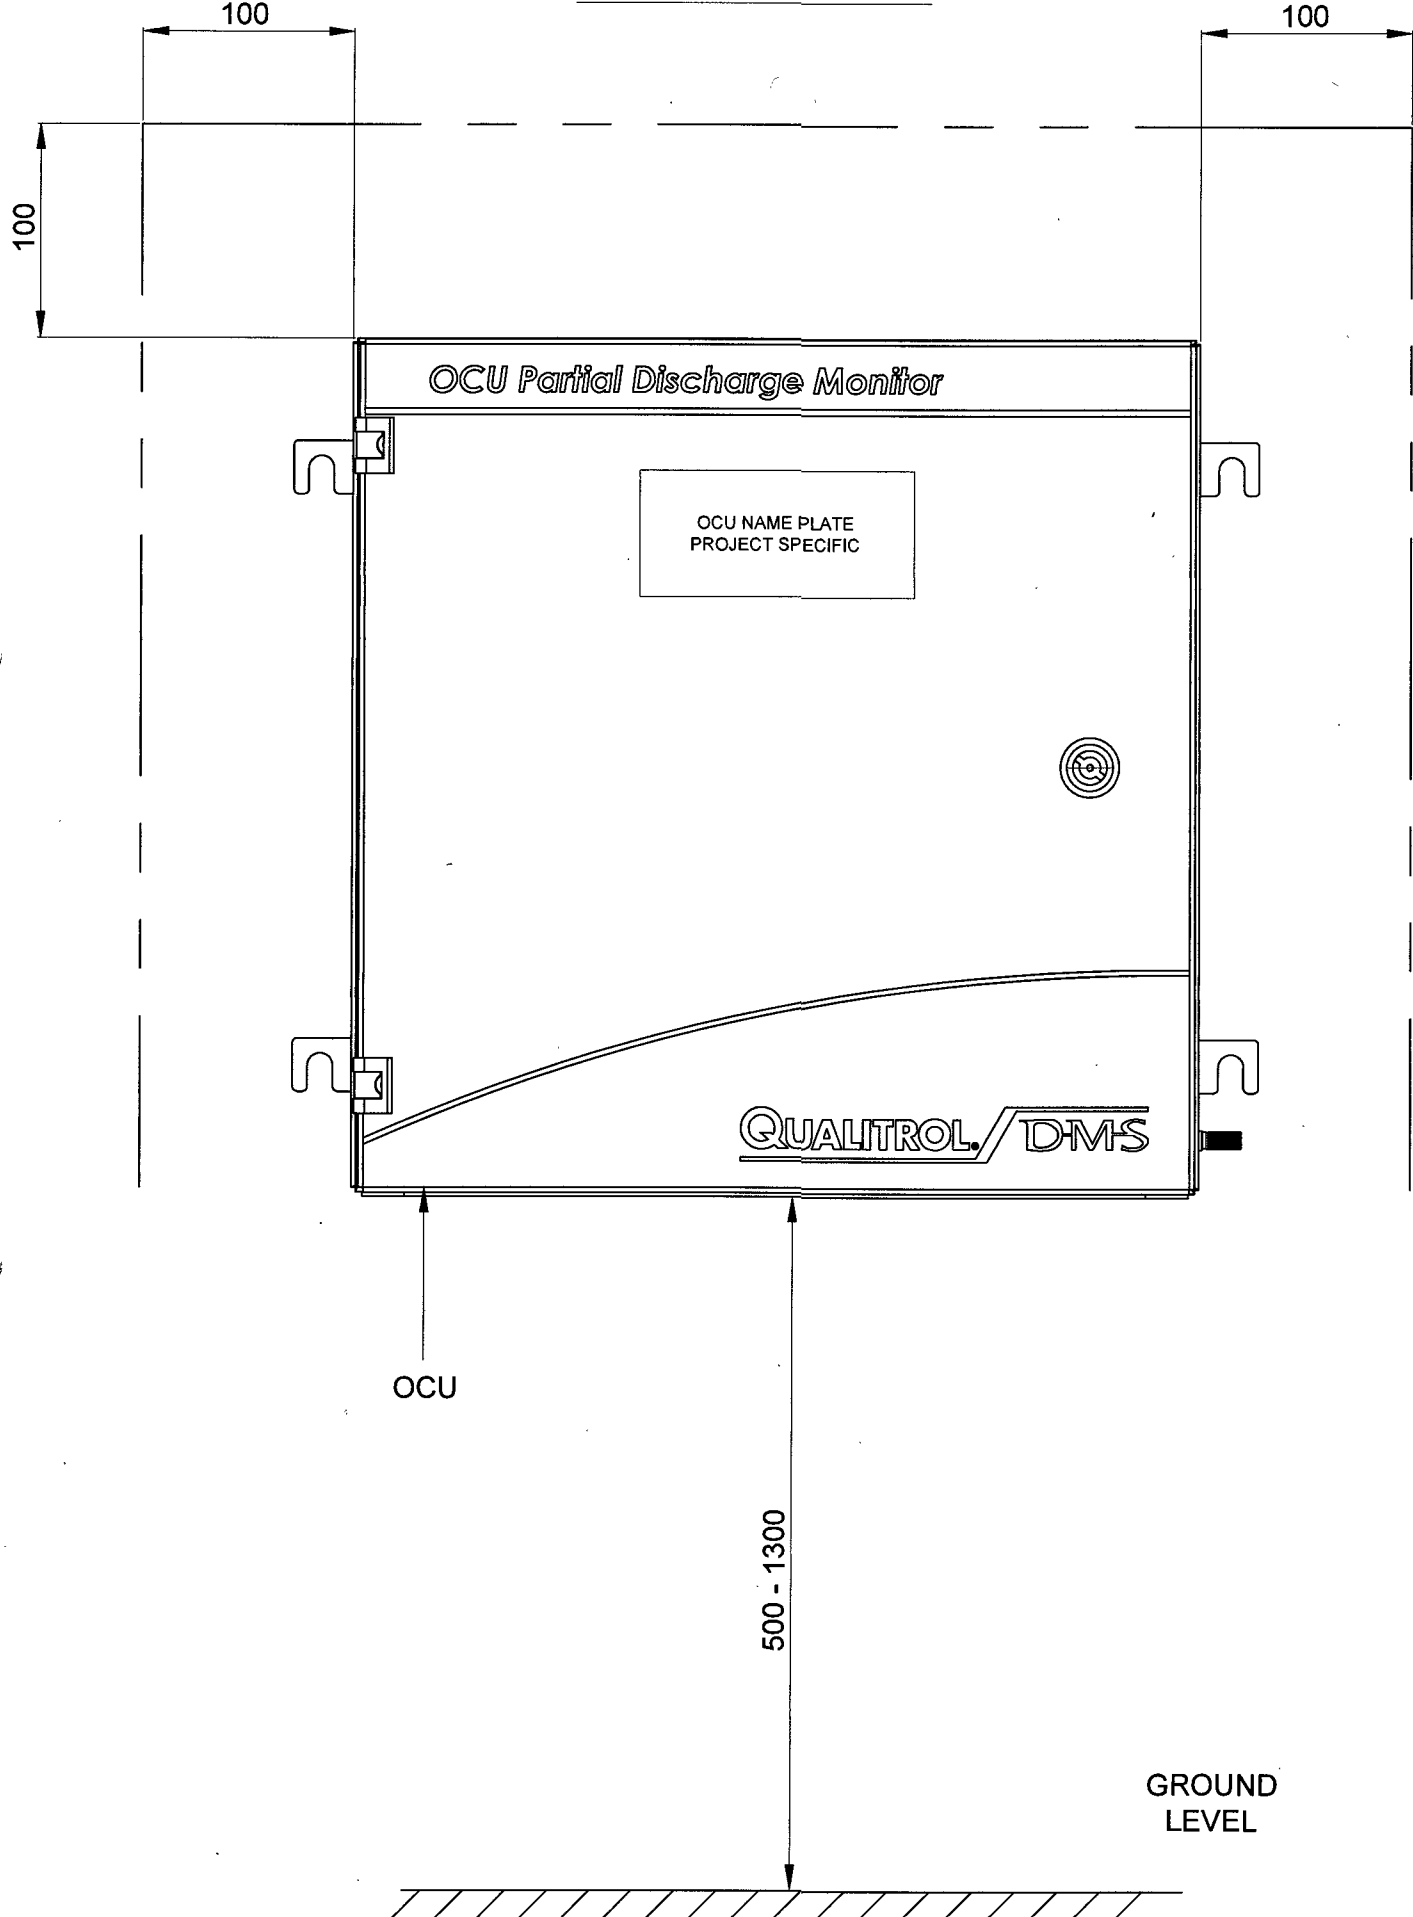 100
100
100
OCU Partial Discharge Monitor
OCU NAME PLATE
PROJECT SPECIFIC
QUALITROL. DMS
OCU
500 - 1300
GROUND
LEVEL